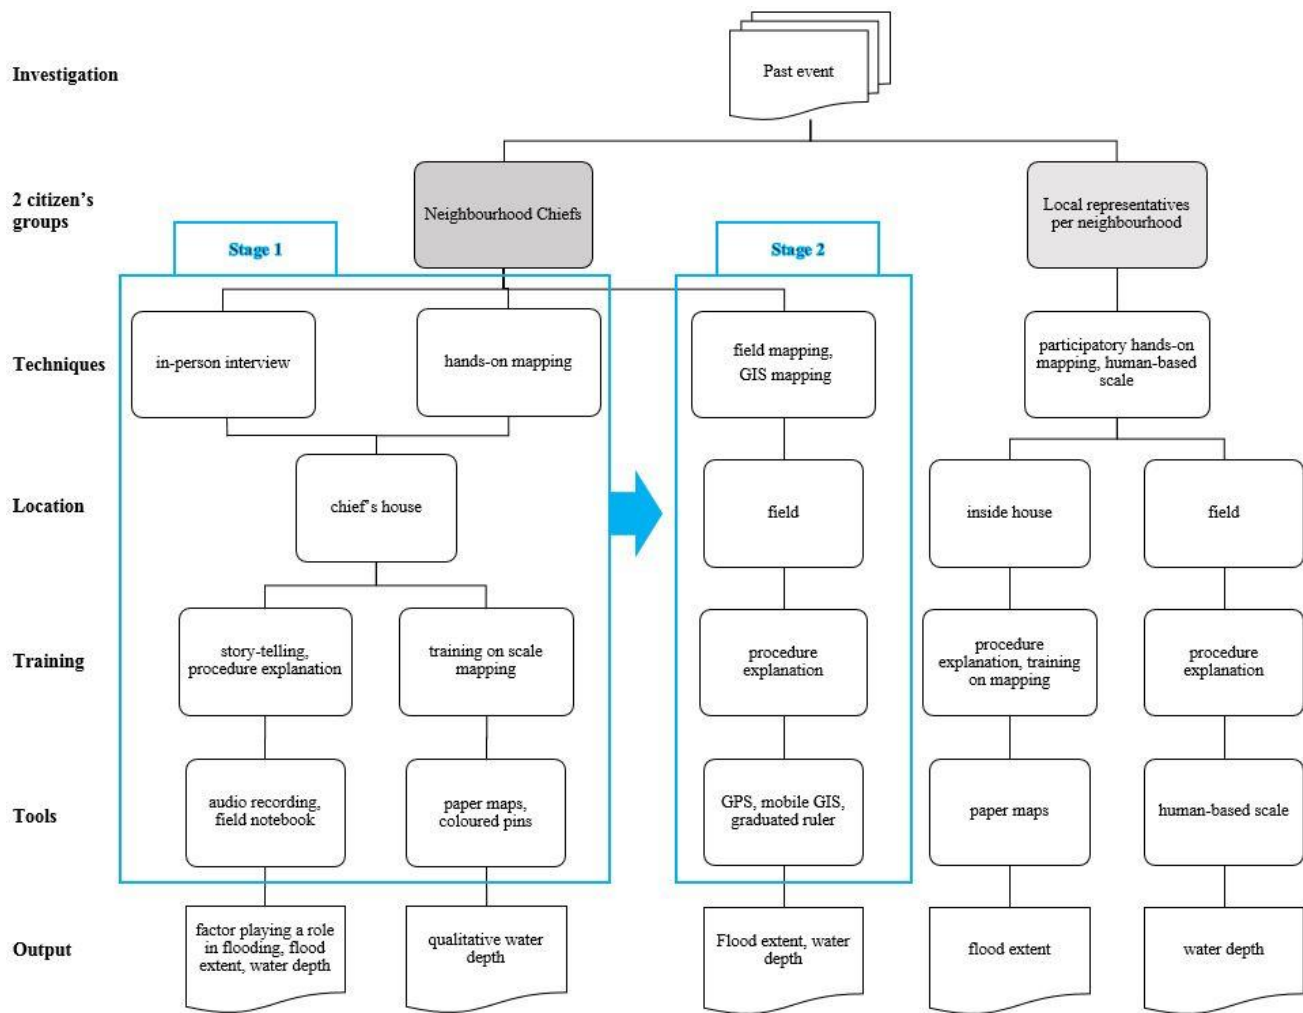 Investigation
Past event
2 citizen's
groups
Neighbourhood Chiefs
Local representatives
per neighbourhood
Stage 1
Stage 2
Techniques
in-person interview
hands-on mapping
field mapping,
GIS mapping
participatory hands-on
mapping, human-based
scale
Location
chief's house
field
inside house
field
Training
story-telling,
procedure explanation
training on scale
mapping
procedure
explanation
procedure
explanation, training
on mapping
procedure
explanation
Tools
audio recording,
field notebook
paper maps,
coloured pins
GPS, mobile GIS,
graduated ruler
paper maps
human-based scale
Output
factor playing a role
in flooding, flood
extent, water depth
qualitative water
depth
Flood extent, water
depth
flood extent
water depth